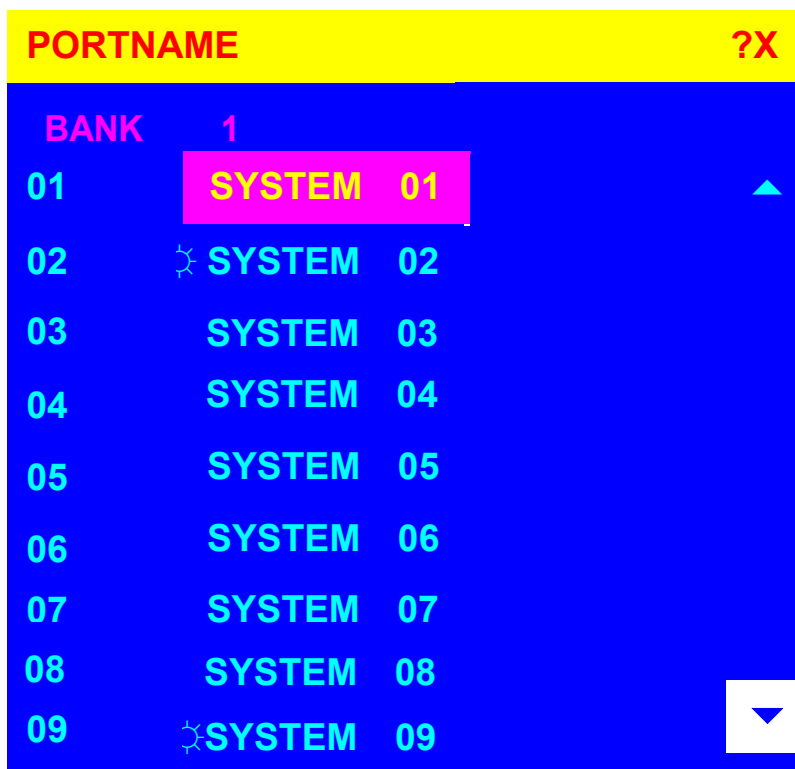 PORTNAME ?X
BANK 1
01 SYSTEM 01
02 ☼ SYSTEM 02
03 SYSTEM 03
04 SYSTEM 04
05 SYSTEM 05
06 SYSTEM 06
07 SYSTEM 07
08 SYSTEM 08
09 ☼SYSTEM 09